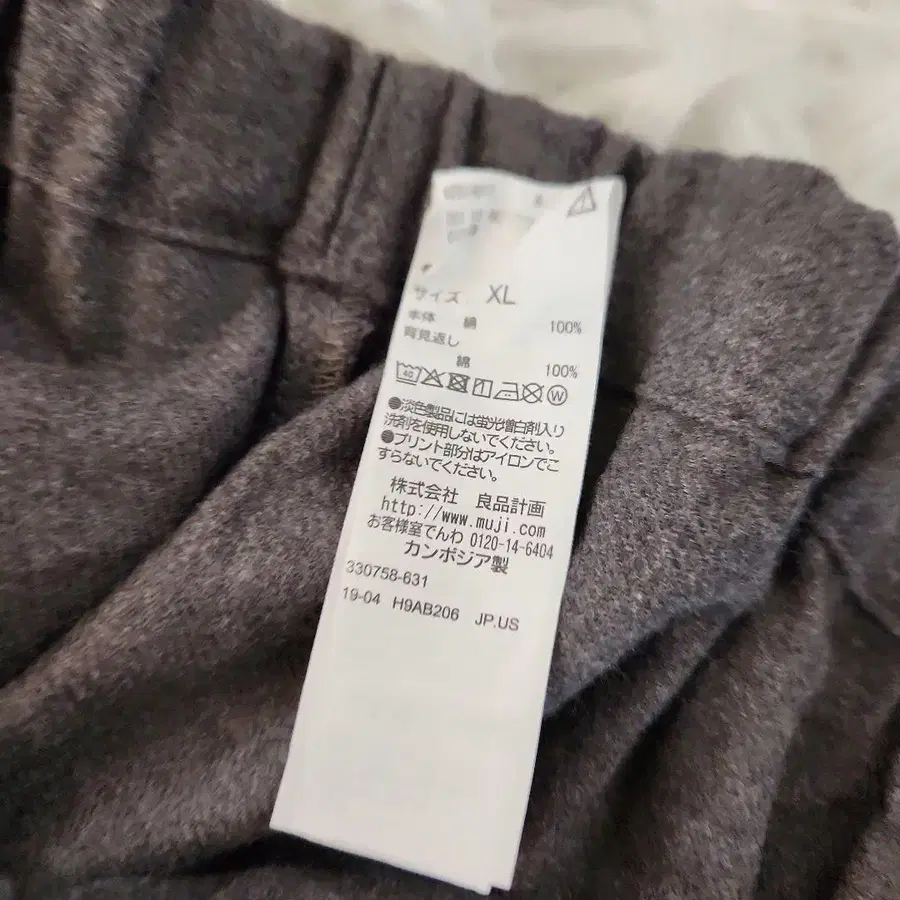 サイズ XL
本体 綿 100%
背見返し
綿 100%
40 W
●淡色製品には蛍光増白剤入り
洗剤を使用しないでください。
●プリント部分はアイロンでこ
すらないでください。
株式会社 良品計画
http://www.muji.com
お客様室でんわ 0120-14-6404
カンボジア製
330758-631
19-04 H9AB206 JP.US